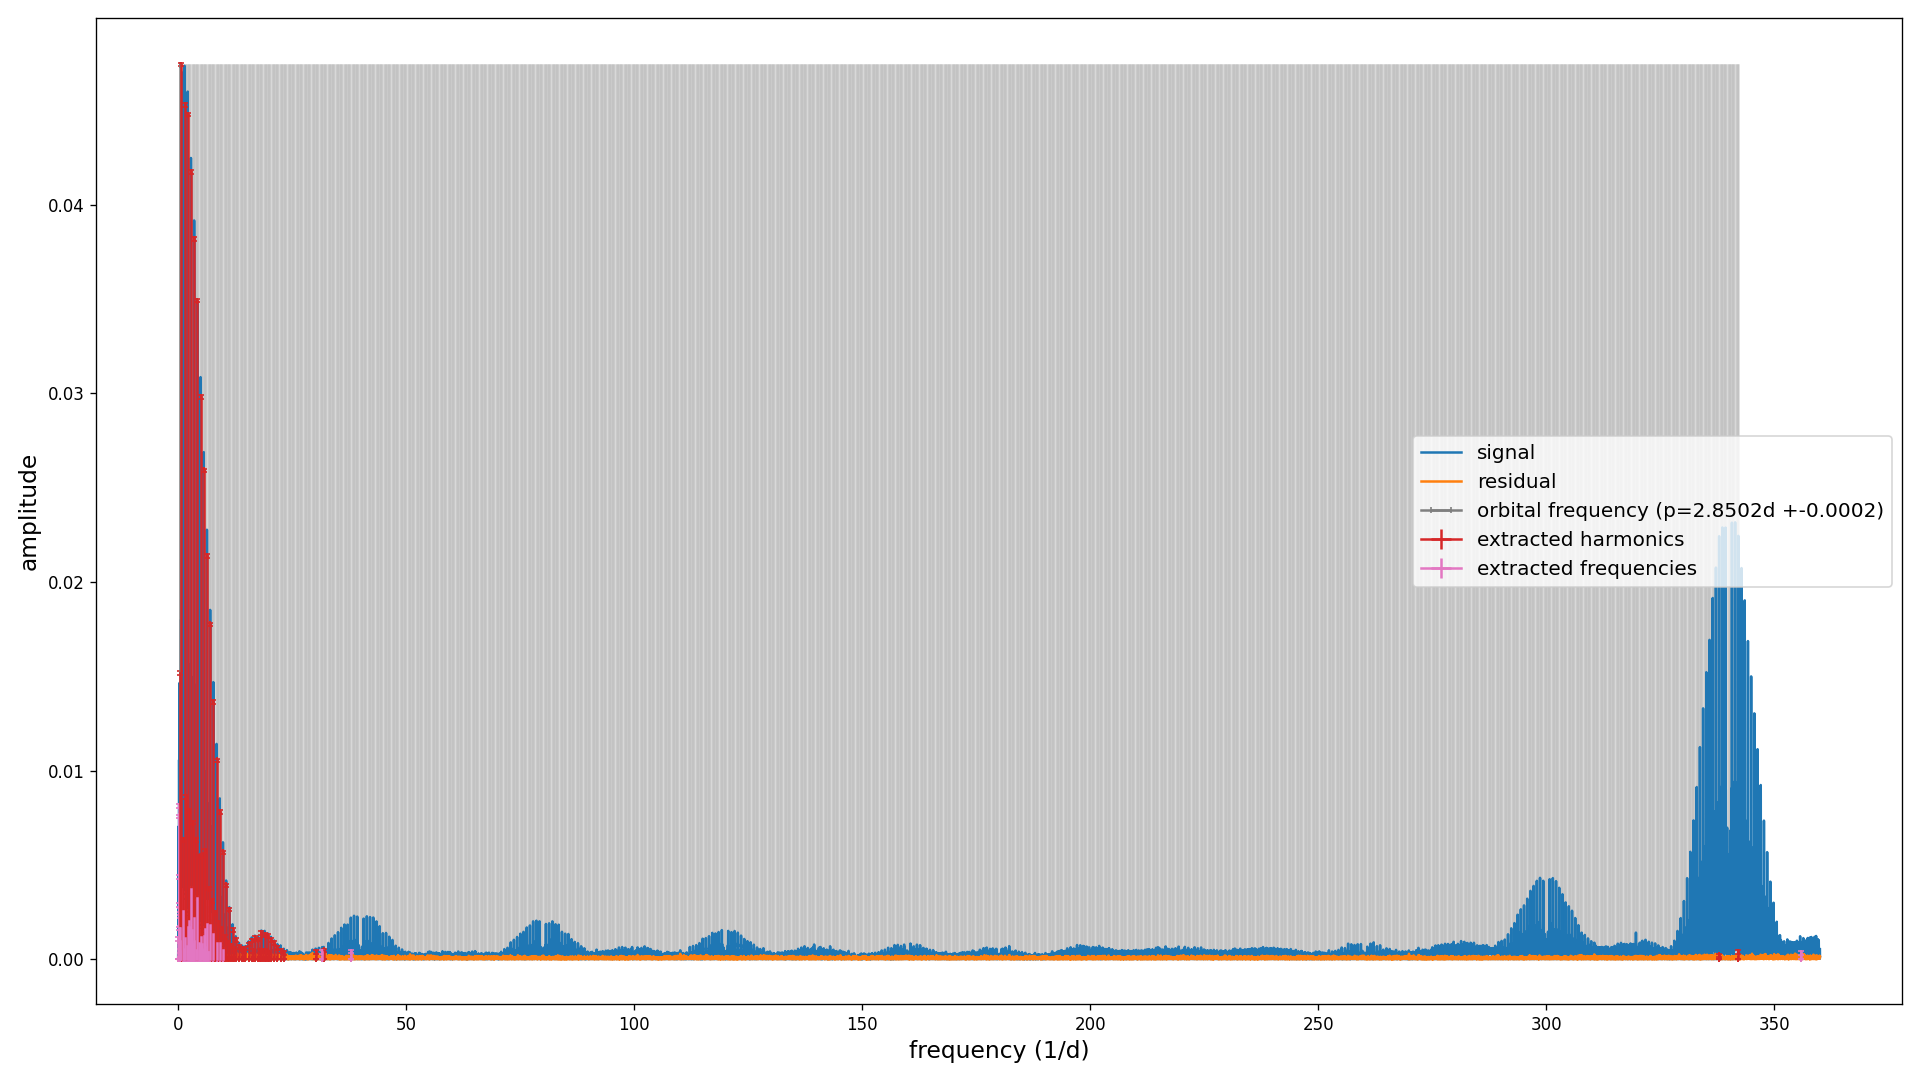 0.04
0.03
0.02
0.01
0.00
amplitude
signal
residual
orbital frequency (p=2.8502d +-0.0002)
extracted harmonics
extracted frequencies
0 50 100 150 200 250 300 350
frequency (1/d)